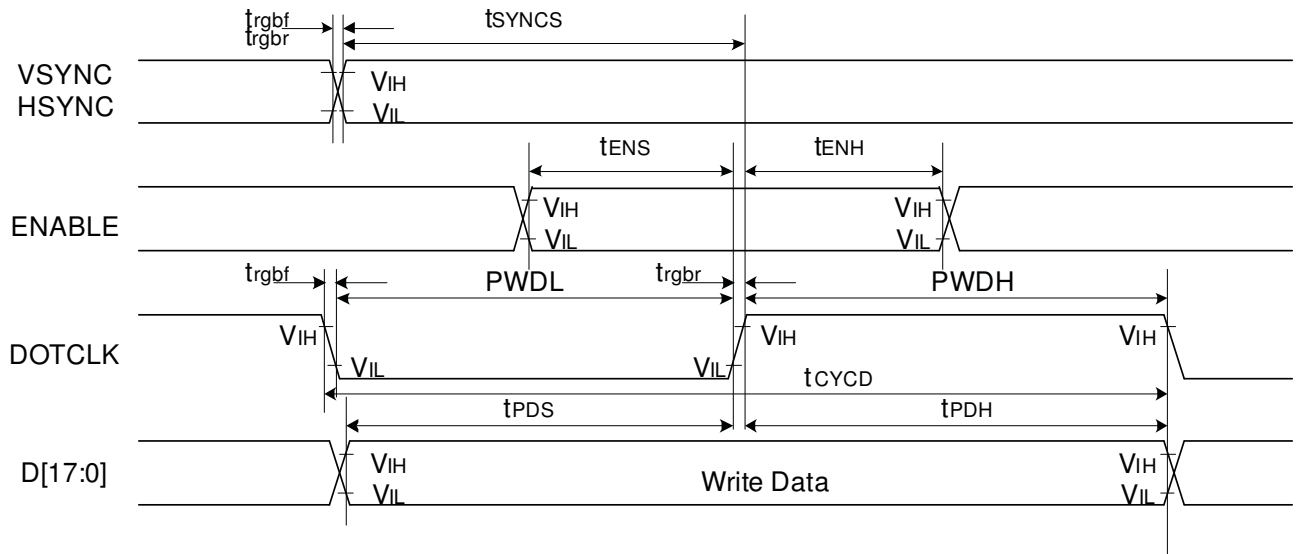 trgbf
trgbr
tSYNCS
VSYNC
HSYNC
VIH
VIL
tENS
tENH
ENABLE
VIH
VIL
VIH
VIL
trgbf
PWDL
trgbr
PWDH
DOTCLK
VIH
VIL
VIL
VIH
VIH
tCYCD
tPDS
tPDH
D[17:0]
VIH
VIL
Write Data
VIH
VIL